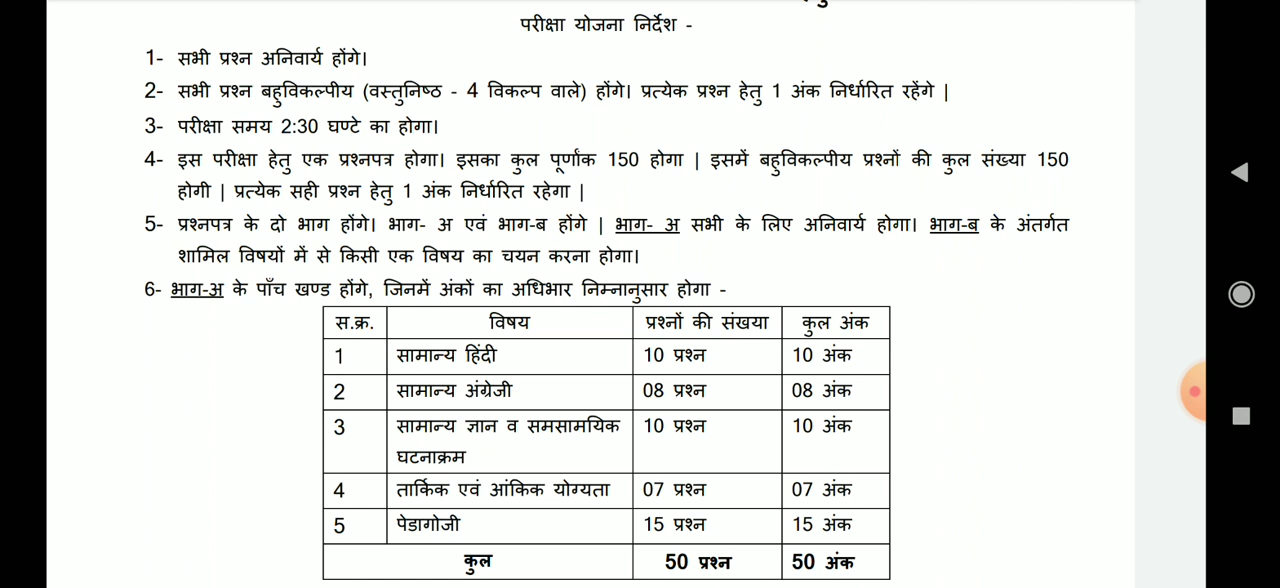 परीक्षा योजना निर्देश -
1- सभी प्रश्न अनिवार्य होंगे।
2- सभी प्रश्न बहुविकल्पीय (वस्तुनिष्ठ - 4 विकल्प वाले) होंगे। प्रत्येक प्रश्न हेतु 1 अंक निर्धारित रहेंगे |
3- परीक्षा समय 2:30 घण्टे का होगा।
4- इस परीक्षा हेतु एक प्रश्नपत्र होगा। इसका कुल पूर्णांक 150 होगा | इसमें बहुविकल्पीय प्रश्नों की कुल संख्या 150
होगी | प्रत्येक सही प्रश्न हेतु 1 अंक निर्धारित रहेगा |
5- प्रश्नपत्र के दो भाग होंगे। भाग- अ एवं भाग-ब होंगे | भाग- अ सभी के लिए अनिवार्य होगा। भाग-ब के अंतर्गत
शामिल विषयों में से किसी एक विषय का चयन करना होगा।
6- भाग-अ के पाँच खण्ड होंगे, जिनमें अंकों का अधिभार निम्नानुसार होगा -
स.क्र. विषय प्रश्नों की संखया कुल अंक
1 सामान्य हिंदी 10 प्रश्न 10 अंक
2 सामान्य अंग्रेजी 08 प्रश्न 08 अंक
3 सामान्य ज्ञान व समसामयिक 10 प्रश्न 10 अंक
घटनाक्रम
4 तार्किक एवं आंकिक योग्यता 07 प्रश्न 07 अंक
5 पेडागोजी 15 प्रश्न 15 अंक
कुल 50 प्रश्न 50 अंक